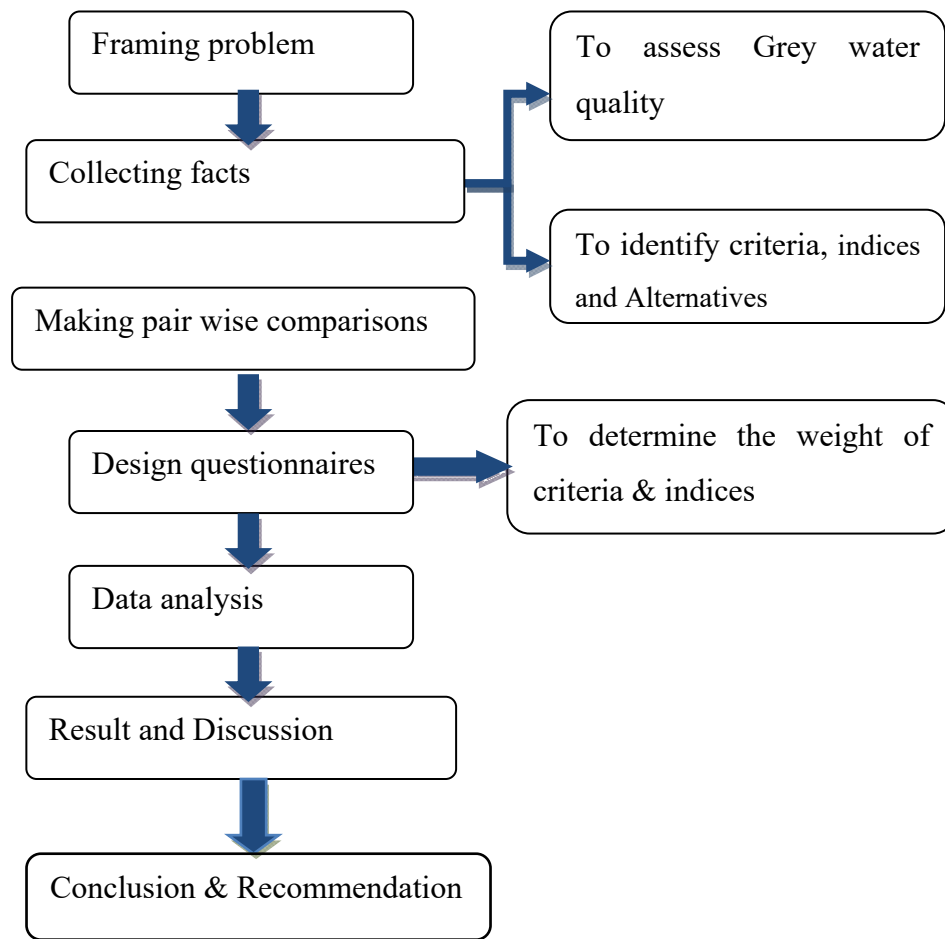 Framing problem
To assess Grey water
quality
Collecting facts
To identify criteria, indices
and Alternatives
Making pair wise comparisons
Design questionnaires
To determine the weight of
criteria & indices
Data analysis
Result and Discussion
Conclusion & Recommendation